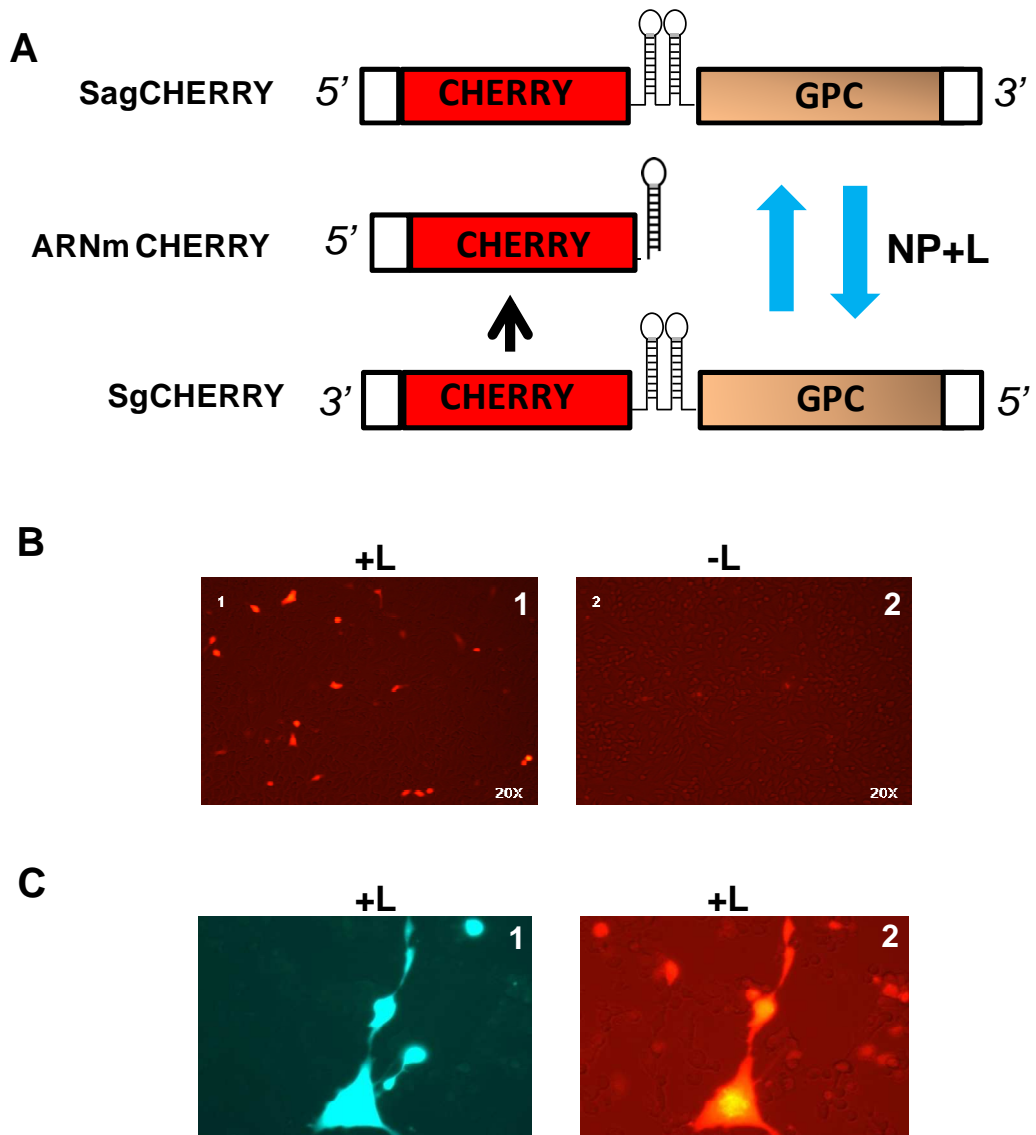 A
SagCHERRY 5' CHERRY GPC 3'
ARNm CHERRY 5' CHERRY
NP+L
SgCHERRY 3' CHERRY GPC 5'
B
+L -L
1 1 2 2
20X 20X
C
+L +L
1 2